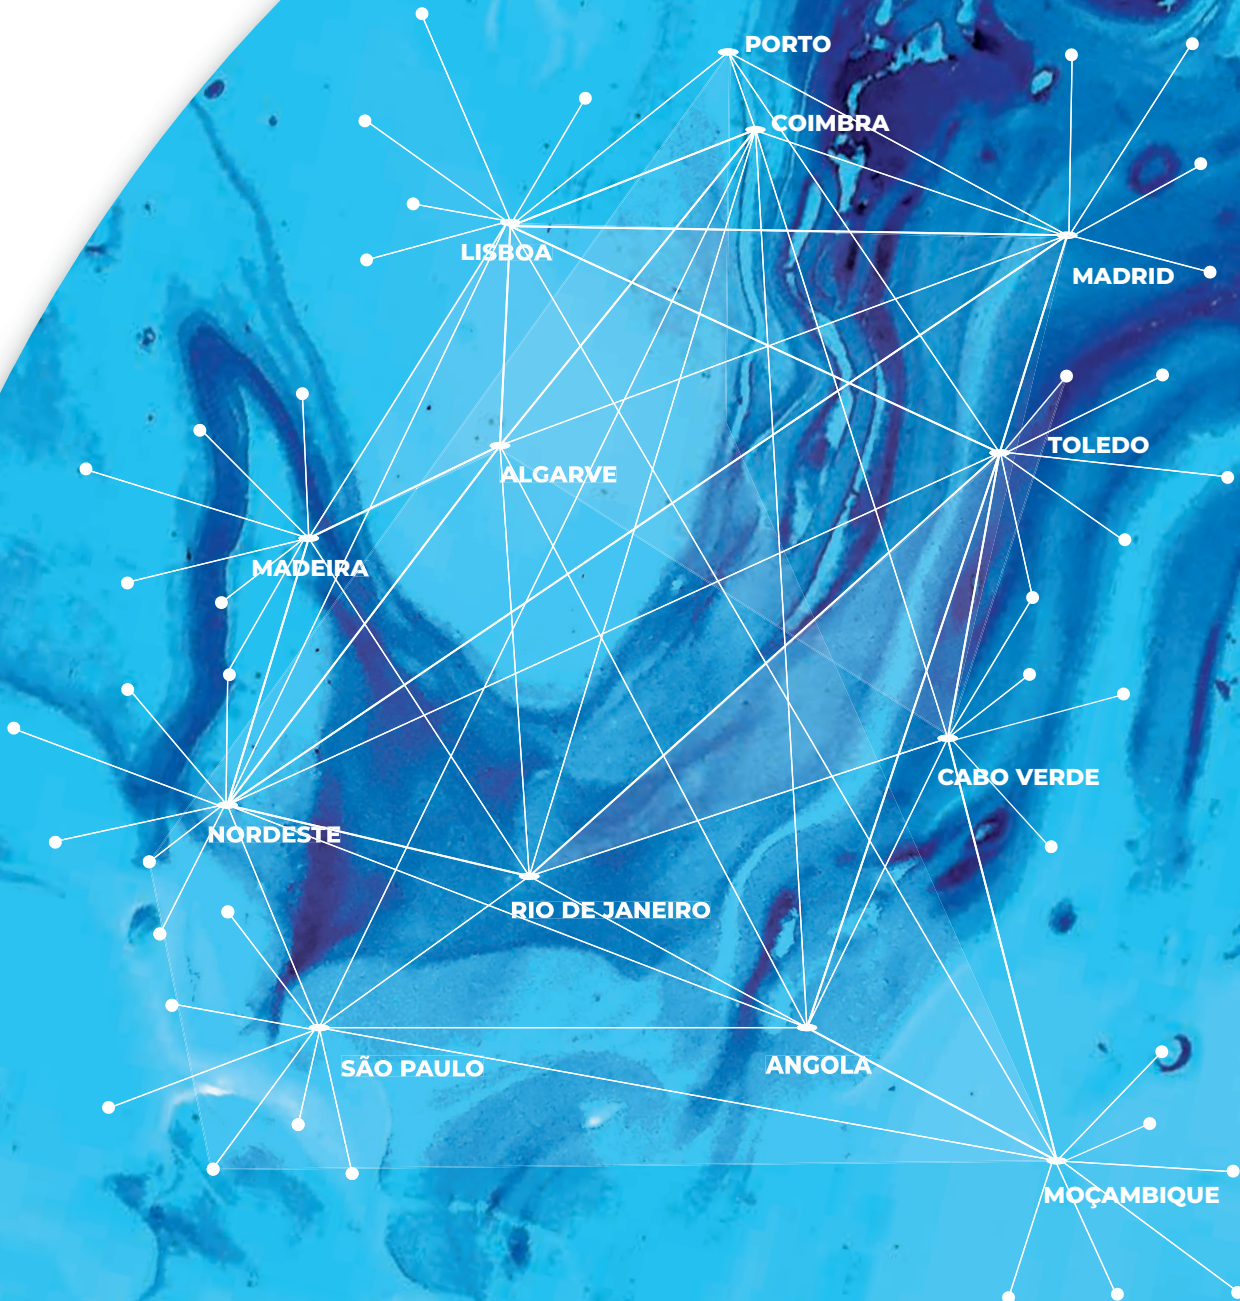 PORTO
COIMBRA
LISBOA
MADRID
TOLEDO
ALGARVE
MADEIRA
CABO VERDE
NORDESTE
RIO DE JANEIRO
SÃO PAULO
ANGOLA
MOÇAMBIQUE